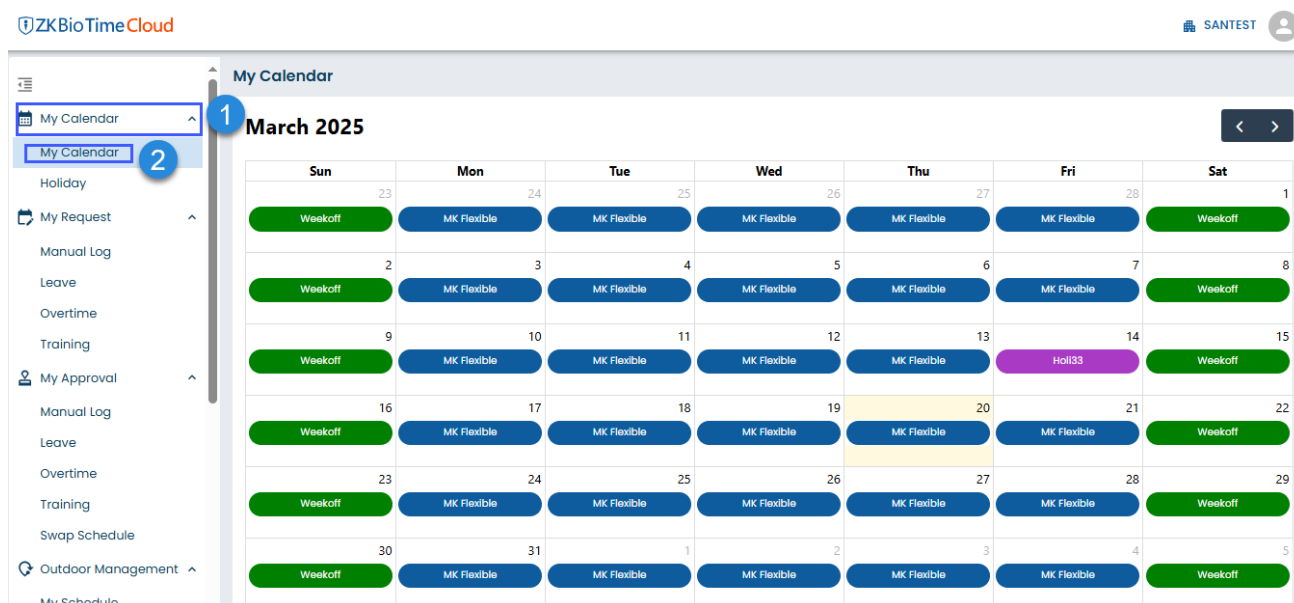 ZKBioTime Cloud
SANTEST
My Calendar
My Calendar
Holiday
My Request
Manual Log
Leave
Overtime
Training
My Approval
Manual Log
Leave
Overtime
Training
Swap Schedule
Outdoor Management
My Schedule
1
2
My Calendar
March 2025
< >
Sun Mon Tue Wed Thu Fri Sat
23 24 25 26 27 28 1
Weekoff MK Flexible MK Flexible MK Flexible MK Flexible MK Flexible Weekoff
2 3 4 5 6 7 8
Weekoff MK Flexible MK Flexible MK Flexible MK Flexible MK Flexible Weekoff
9 10 11 12 13 14 15
Weekoff MK Flexible MK Flexible MK Flexible MK Flexible Holi33 Weekoff
16 17 18 19 20 21 22
Weekoff MK Flexible MK Flexible MK Flexible MK Flexible MK Flexible Weekoff
23 24 25 26 27 28 29
Weekoff MK Flexible MK Flexible MK Flexible MK Flexible MK Flexible Weekoff
30 31 1 2 3 4 5
Weekoff MK Flexible MK Flexible MK Flexible MK Flexible MK Flexible Weekoff